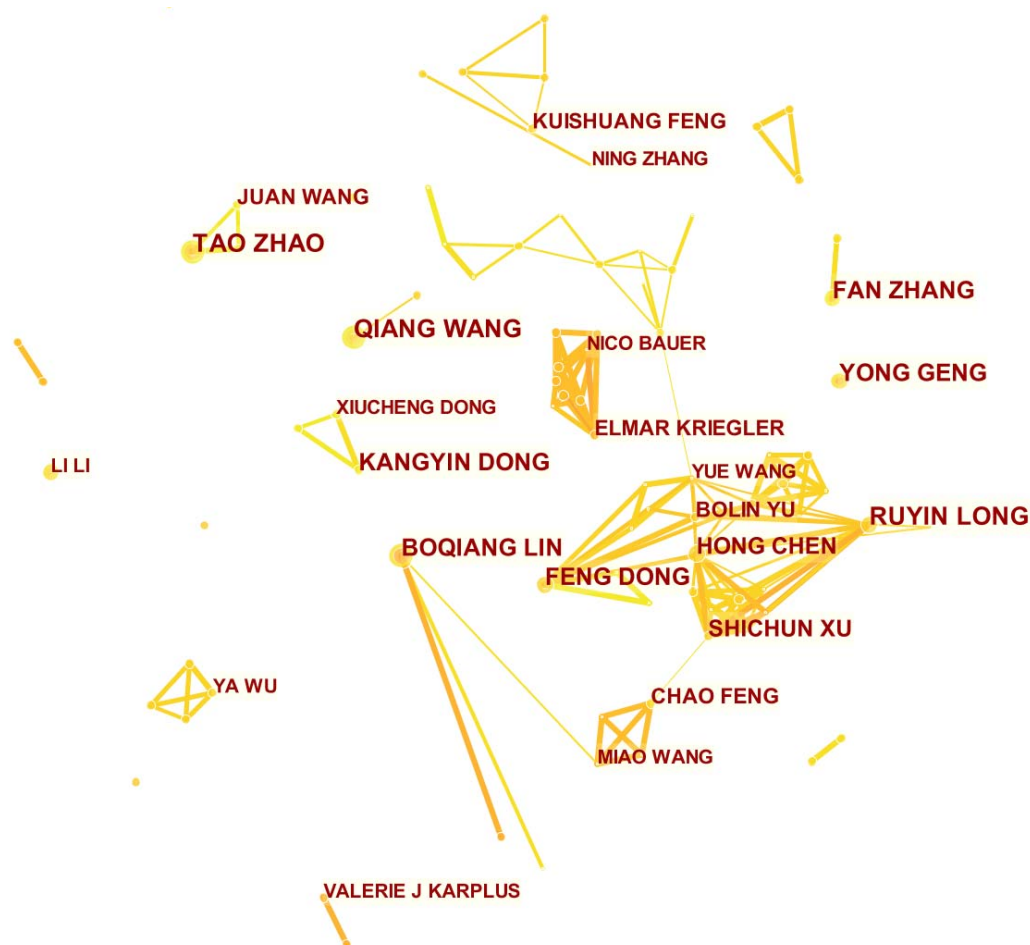 KUISHUANG FENG
NING ZHANG
JUAN WANG
TAO ZHAO
FAN ZHANG
QIANG WANG
NICO BAUER
YONG GENG
XIUCHENG DONG
ELMAR KRIEGLER
KANGYIN DONG
LI LI
YUE WANG
BOLIN YU
RUYIN LONG
BOQIANG LIN
HONG CHEN
FENG DONG
SHICHUN XU
YA WU
CHAO FENG
MIAO WANG
VALERIE J KARPLUS